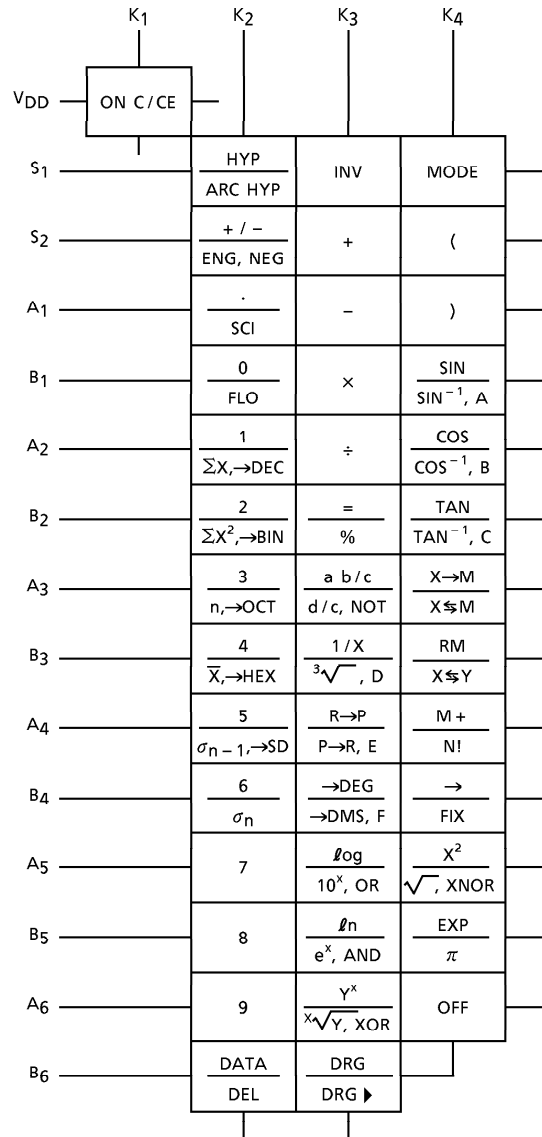 K1 K2 K3 K4
VDD ON C/CE
S1 HYP INV MODE
ARC HYP
S2 + / − + (
ENG, NEG
A1 · − )
SCI
B1 0 × SIN
FLO SIN⁻¹, A
A2 1 ÷ COS
ΣX,→DEC COS⁻¹, B
B2 2 = TAN
ΣX²,→BIN % TAN⁻¹, C
A3 3 a b/c X→M
n,→OCT d/c, NOT X⇆M
B3 4 1/X RM
X̅,→HEX ³√ , D X⇆Y
A4 5 R→P M+
σn−1,→SD P→R, E N!
B4 6 →DEG →
σn →DMS, F FIX
A5 7 ℓog X²
10ˣ, OR √ , XNOR
B5 8 ℓn EXP
eˣ, AND π
A6 9 Yˣ OFF
ˣ√Y, XOR
B6 DATA DRG
DEL DRG ▶